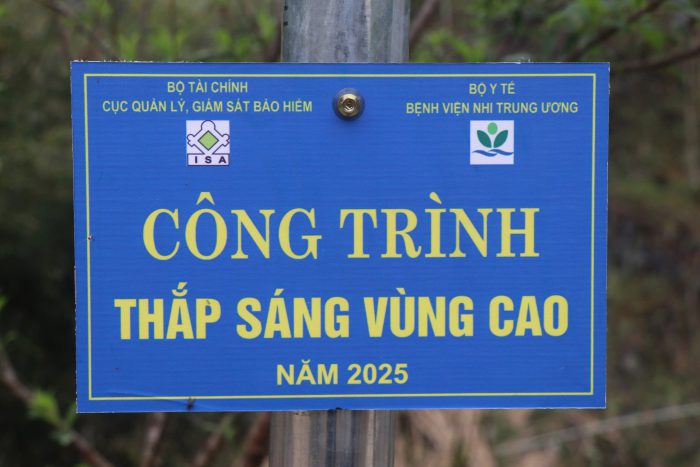 BỘ TÀI CHÍNH
CỤC QUẢN LÝ, GIÁM SÁT BẢO HIỂM
ISA
BỘ Y TẾ
BỆNH VIỆN NHI TRUNG ƯƠNG
CÔNG TRÌNH
THẮP SÁNG VÙNG CAO
NĂM 2025